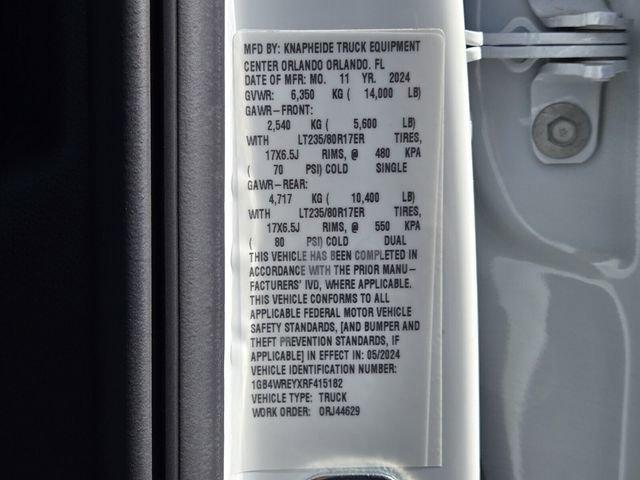 MFD BY: KNAPHEIDE TRUCK EQUIPMENT
CENTER ORLANDO ORLANDO. FL
DATE OF MFR: MO. 11 YR. 2024
GVWR: 6,350 KG ( 14,000 LB)
GAWR-FRONT:
2,540 KG ( 5,600 LB)
WITH LT235/80R17ER TIRES,
17X6.5J RIMS, @ 480 KPA
( 70 PSI) COLD SINGLE
GAWR-REAR:
4,717 KG ( 10,400 LB)
WITH LT235/80R17ER TIRES,
17X6.5J RIMS, @ 550 KPA
( 80 PSI) COLD DUAL
THIS VEHICLE HAS BEEN COMPLETED IN
ACCORDANCE WITH THE PRIOR MANU-
FACTURERS' IVD, WHERE APPLICABLE.
THIS VEHICLE CONFORMS TO ALL
APPLICABLE FEDERAL MOTOR VEHICLE
SAFETY STANDARDS, [AND BUMPER AND
THEFT PREVENTION STANDARDS, IF
APPLICABLE] IN EFFECT IN: 05/2024
VEHICLE IDENTIFICATION NUMBER:
1GB4WREYXRF415182
VEHICLE TYPE: TRUCK
WORK ORDER: ORJ44629